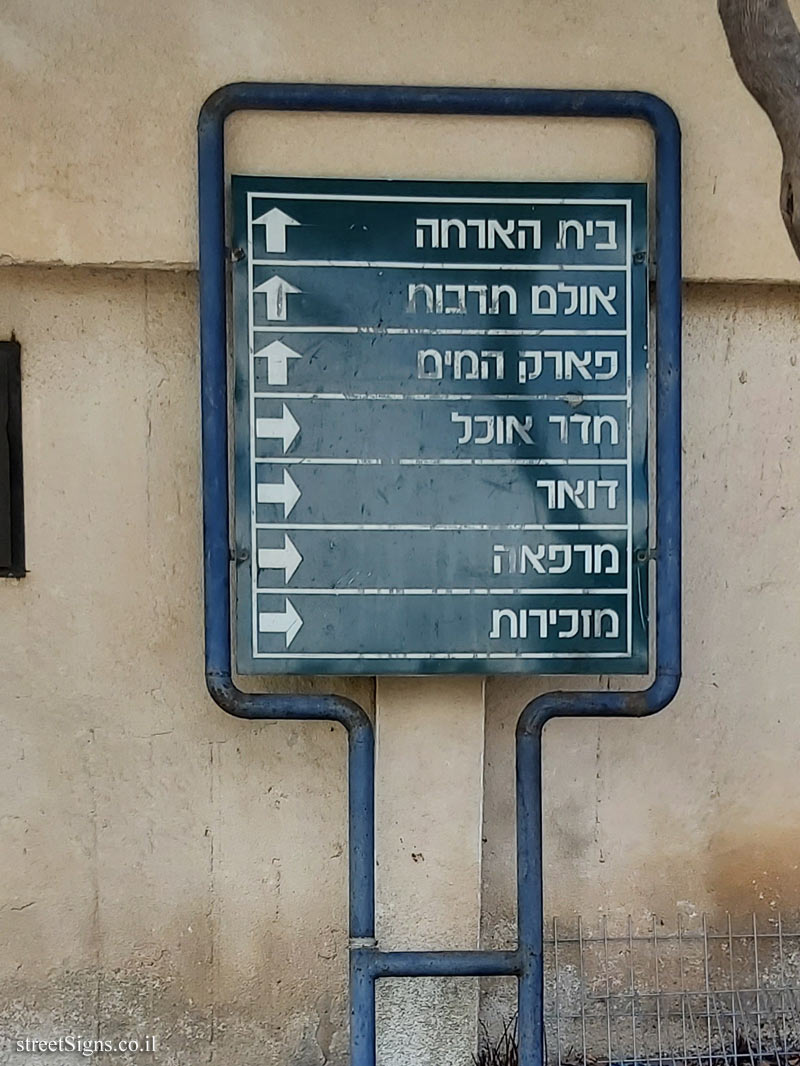 בית הארחה
אולם תרבות
פארק המים
חדר אוכל
דואר
מרפאה
מזכירות
streetSigns.co.il